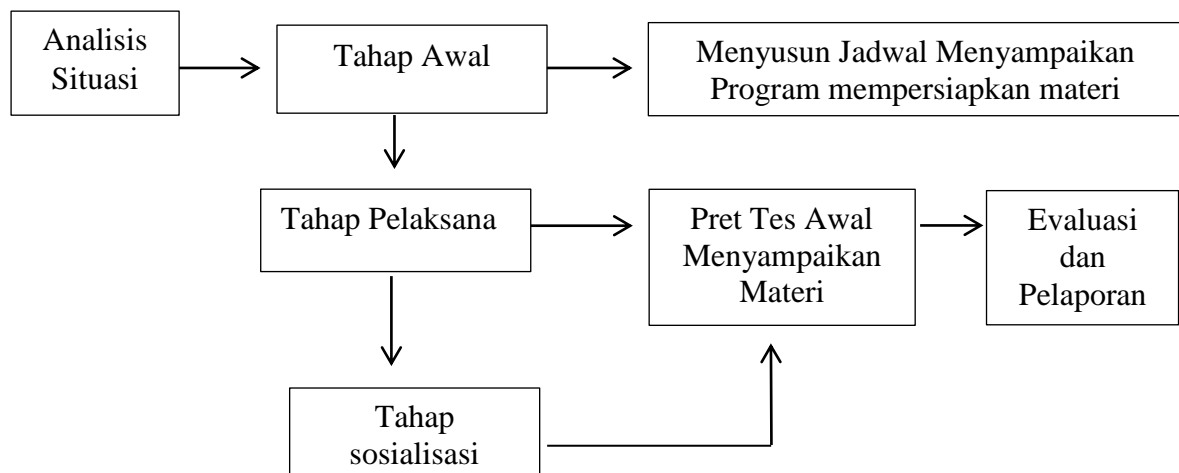 Analisis
Situasi
Tahap Awal
Menyusun Jadwal Menyampaikan
Program mempersiapkan materi
Tahap Pelaksana
Pret Tes Awal
Menyampaikan
Materi
Evaluasi
dan
Pelaporan
Tahap
sosialisasi